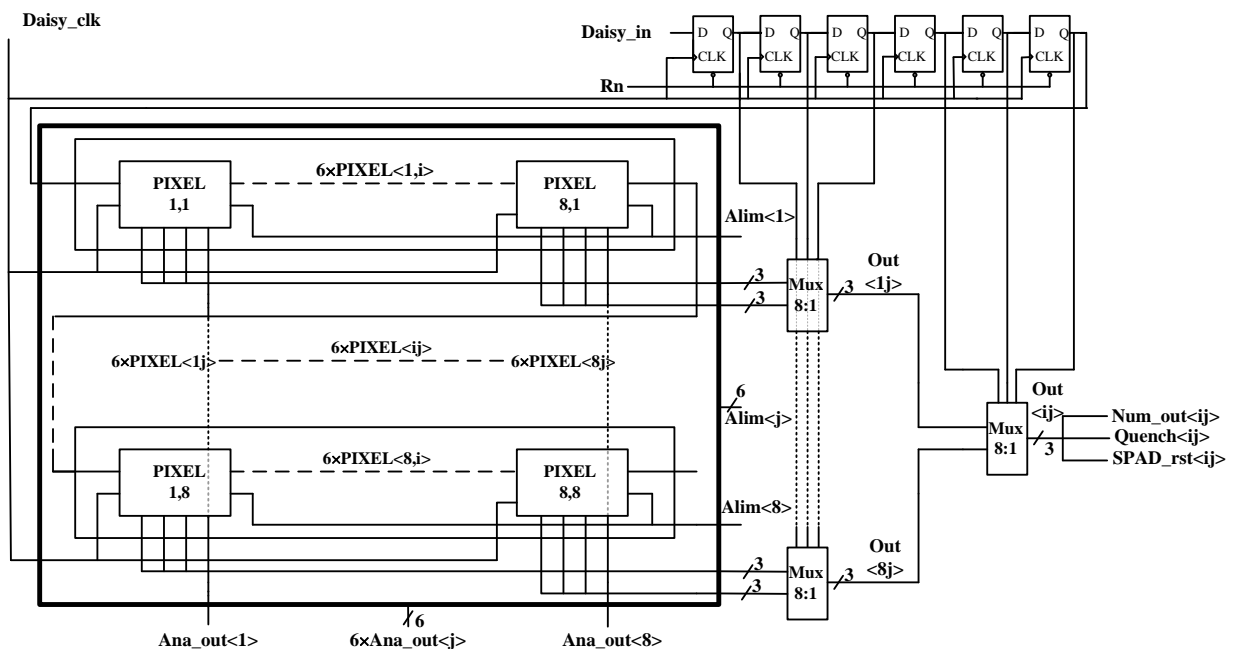 Daisy_clk
Daisy_in
D Q
CLK
D Q
CLK
D Q
CLK
D Q
CLK
D Q
CLK
D Q
CLK
Rn
PIXEL
1,1
6×PIXEL<1,i>
PIXEL
8,1
Alim<1>
3
3
Mux
8:1
3
Out
<1j>
6×PIXEL<1j>
6×PIXEL<ij>
6×PIXEL<8j>
6
Alim<j>
Out
<ij>
Mux
8:1
3
Num_out<ij>
Quench<ij>
SPAD_rst<ij>
PIXEL
1,8
6×PIXEL<8,i>
PIXEL
8,8
Alim<8>
3
3
Mux
8:1
3
Out
<8j>
Ana_out<1>
6
6×Ana_out<j>
Ana_out<8>